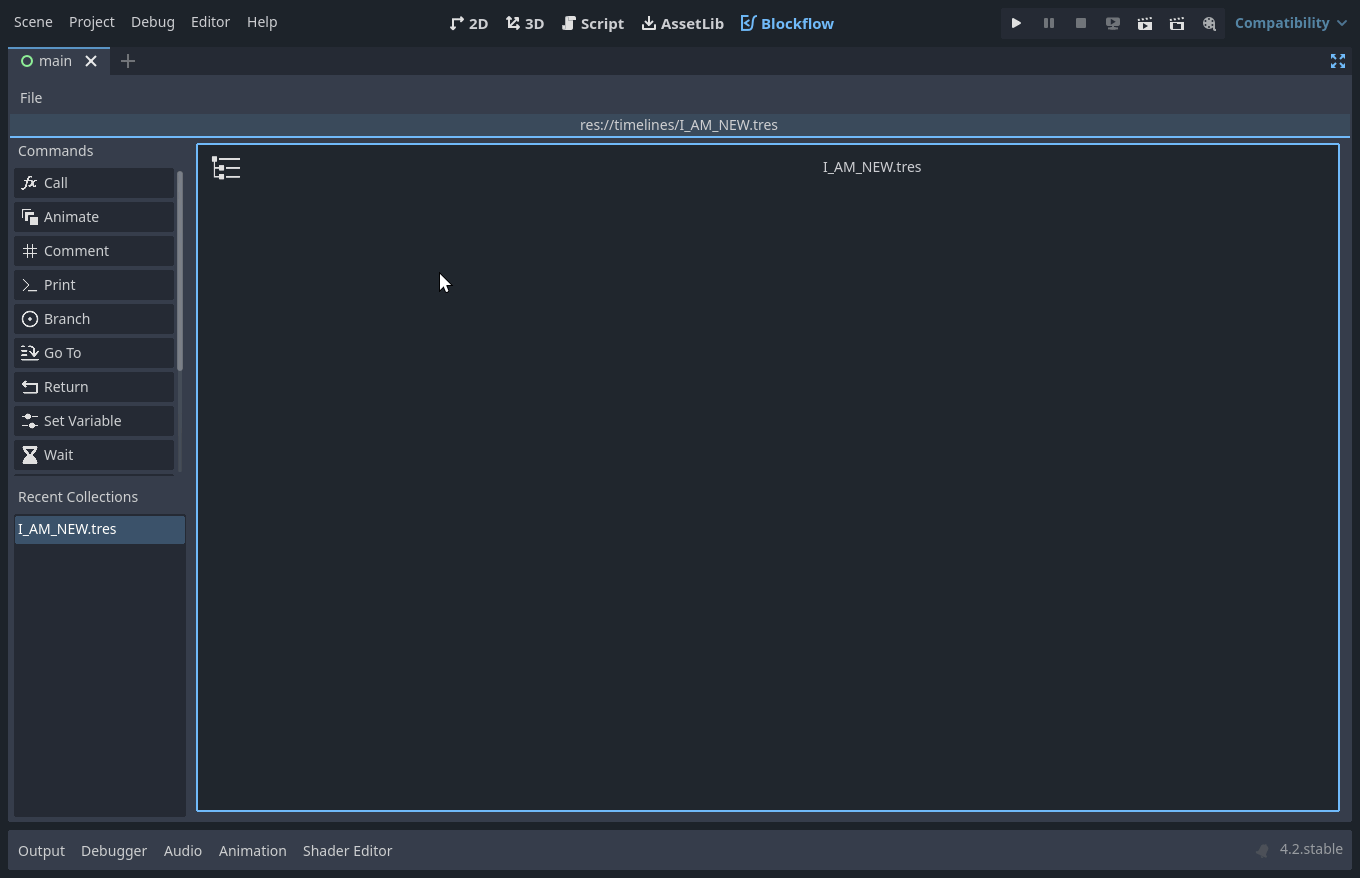 Scene Project Debug Editor Help 2D 3D Script AssetLib Blockflow Compatibility
main
File
res://timelines/I_AM_NEW.tres
Commands
I_AM_NEW.tres
Call
Animate
Comment
Print
Branch
Go To
Return
Set Variable
Wait
Recent Collections
I_AM_NEW.tres
Output Debugger Audio Animation Shader Editor 4.2.stable